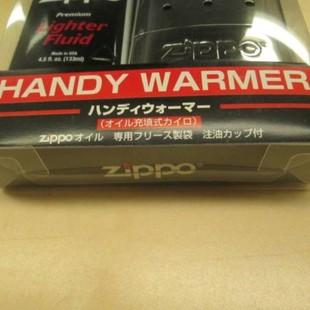 Premium
Lighter
Fluid
Made in USA
4.5 fl. oz. (133ml)
zippo
HANDY WARMER
ハンディウォーマー
(オイル充填式カイロ)
zippoオイル 専用フリース製袋 注油カップ付
zippo